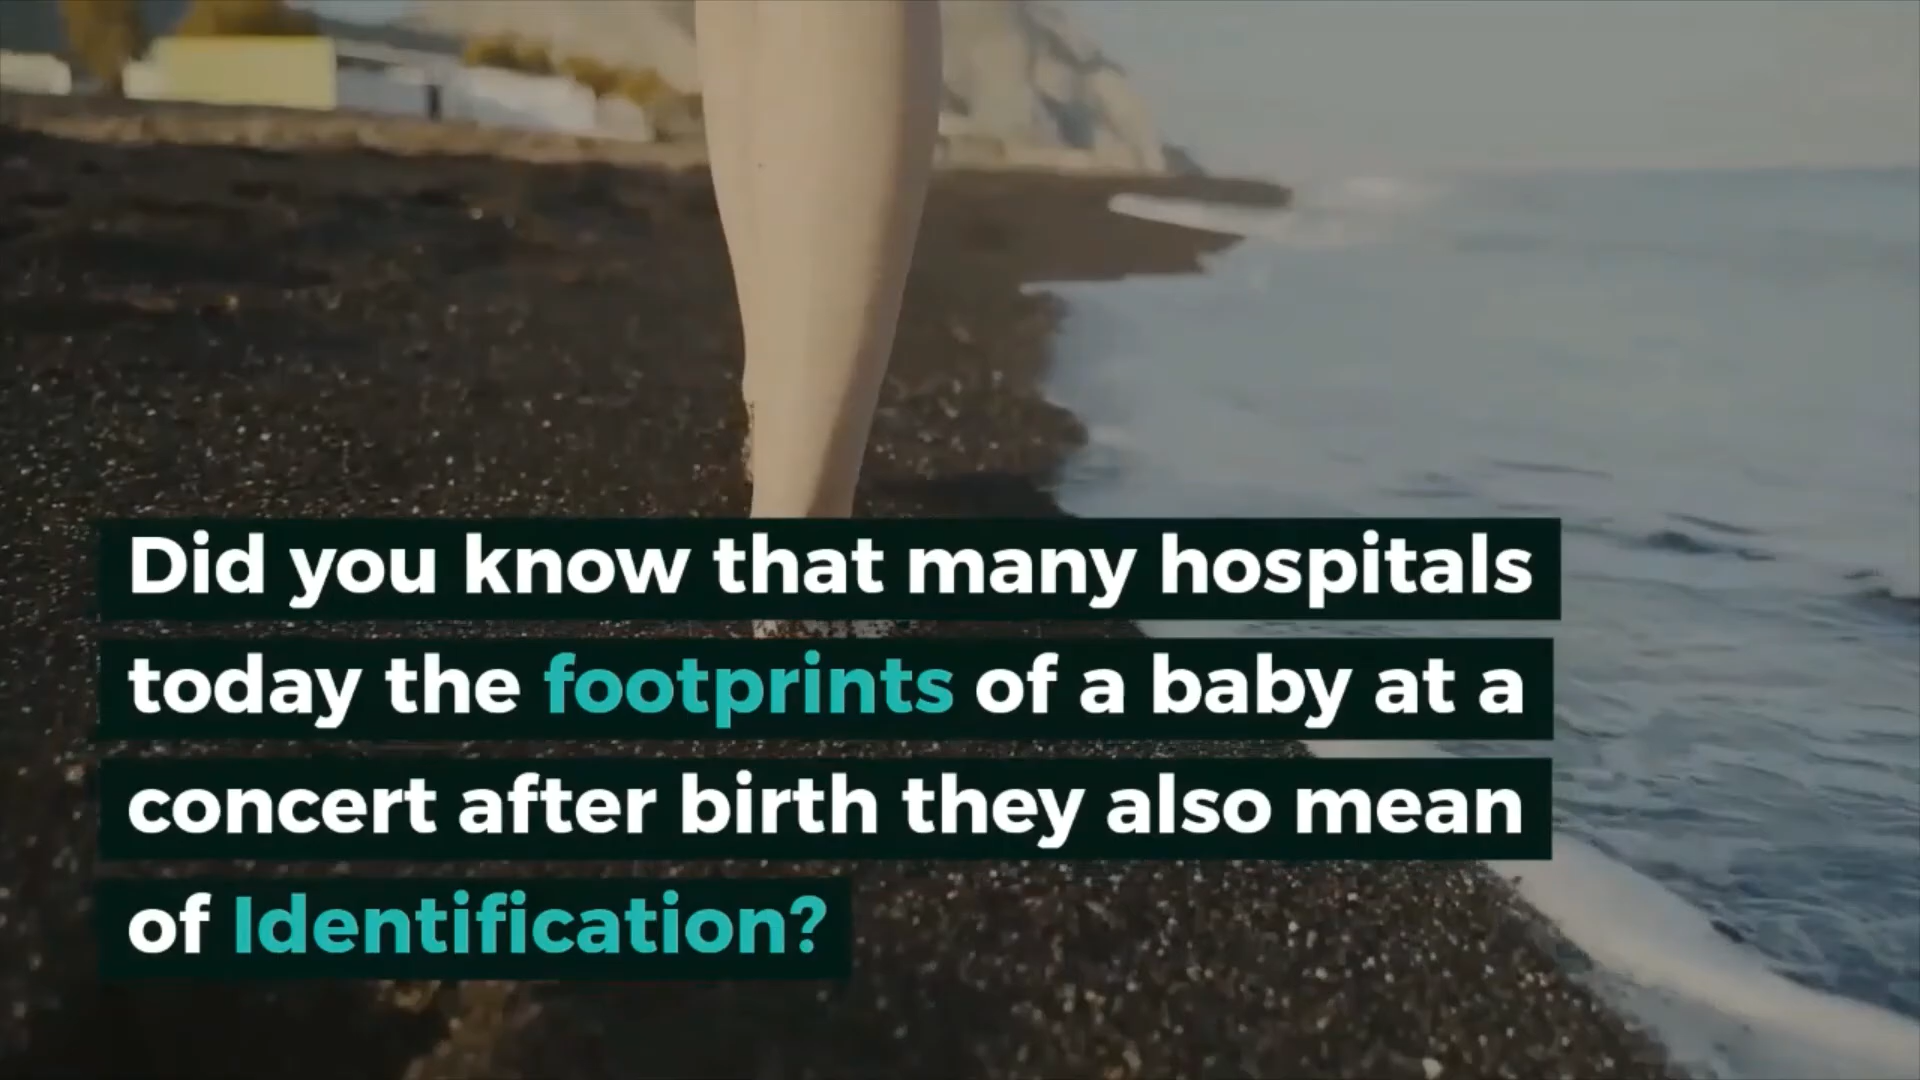 Did you know that many hospitals
today the footprints of a baby at a
concert after birth they also mean
of Identification?